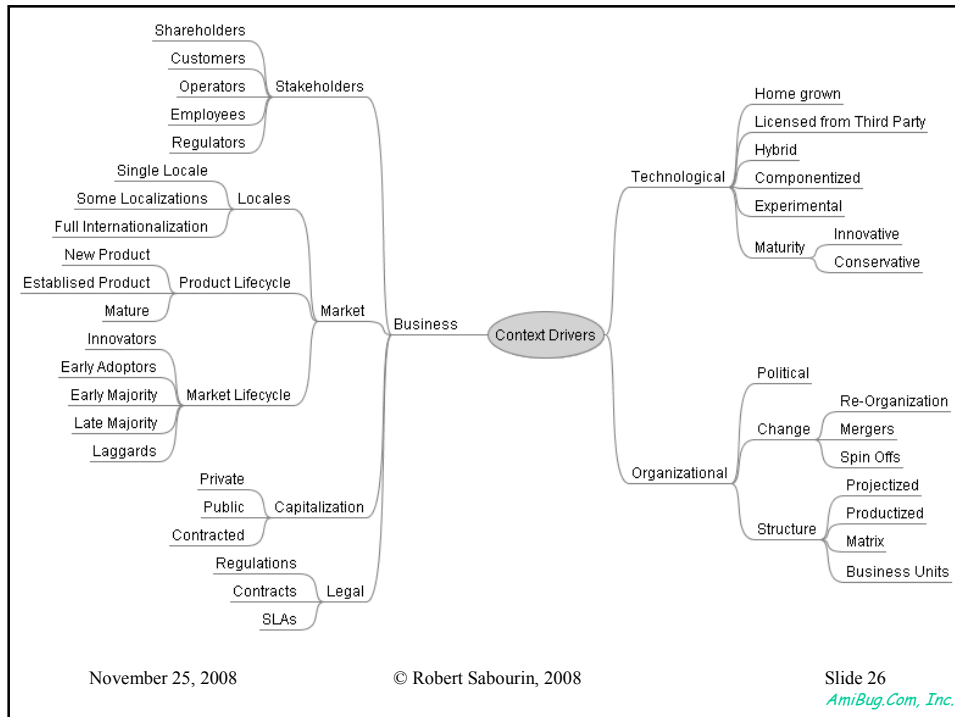 Context Drivers
Business
Stakeholders
Shareholders
Customers
Operators
Employees
Regulators
Market
Locales
Single Locale
Some Localizations
Full Internationalization
Product Lifecycle
New Product
Establised Product
Mature
Market Lifecycle
Innovators
Early Adoptors
Early Majority
Late Majority
Laggards
Capitalization
Private
Public
Contracted
Legal
Regulations
Contracts
SLAs
Technological
Home grown
Licensed from Third Party
Hybrid
Componentized
Experimental
Maturity
Innovative
Conservative
Organizational
Political
Change
Re-Organization
Mergers
Spin Offs
Structure
Projectized
Productized
Matrix
Business Units
November 25, 2008
© Robert Sabourin, 2008
Slide 26
AmiBug.Com, Inc.